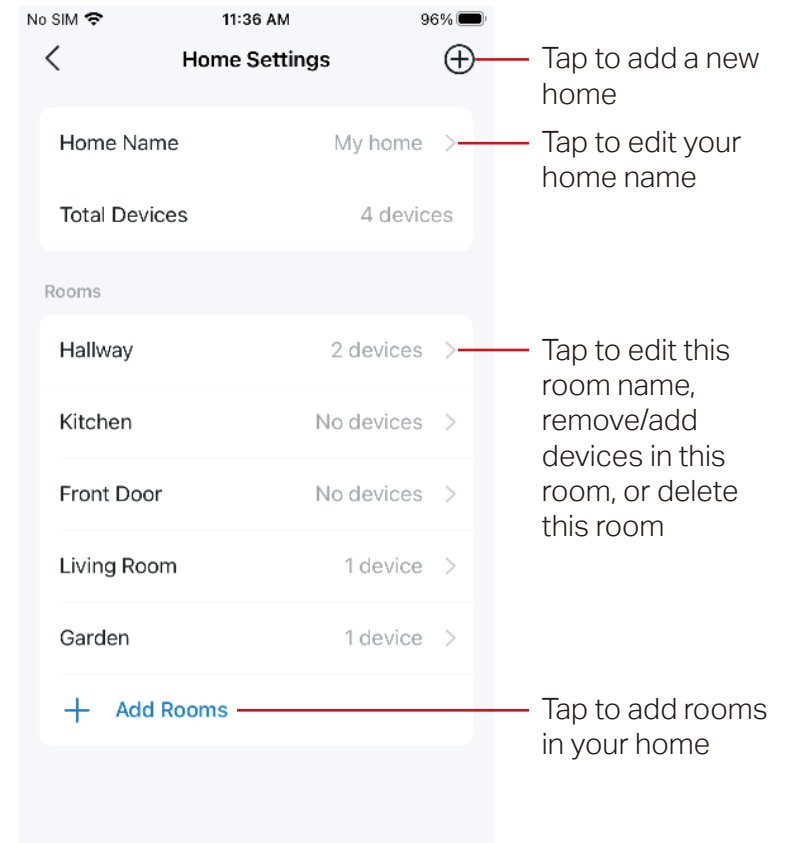 No SIM 11:36 AM 96%
Home Settings
Tap to add a new
home
Home Name My home
Tap to edit your
home name
Total Devices 4 devices
Rooms
Hallway 2 devices
Tap to edit this
room name,
remove/add
devices in this
room, or delete
this room
Kitchen No devices
Front Door No devices
Living Room 1 device
Garden 1 device
Add Rooms
Tap to add rooms
in your home